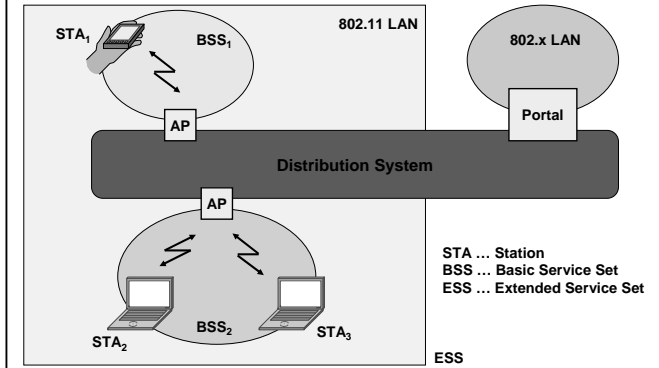 802.11 LAN
STA1
BSS1
802.x LAN
AP
Portal
Distribution System
AP
STA … Station
BSS … Basic Service Set
ESS … Extended Service Set
STA2
BSS2
STA3
ESS